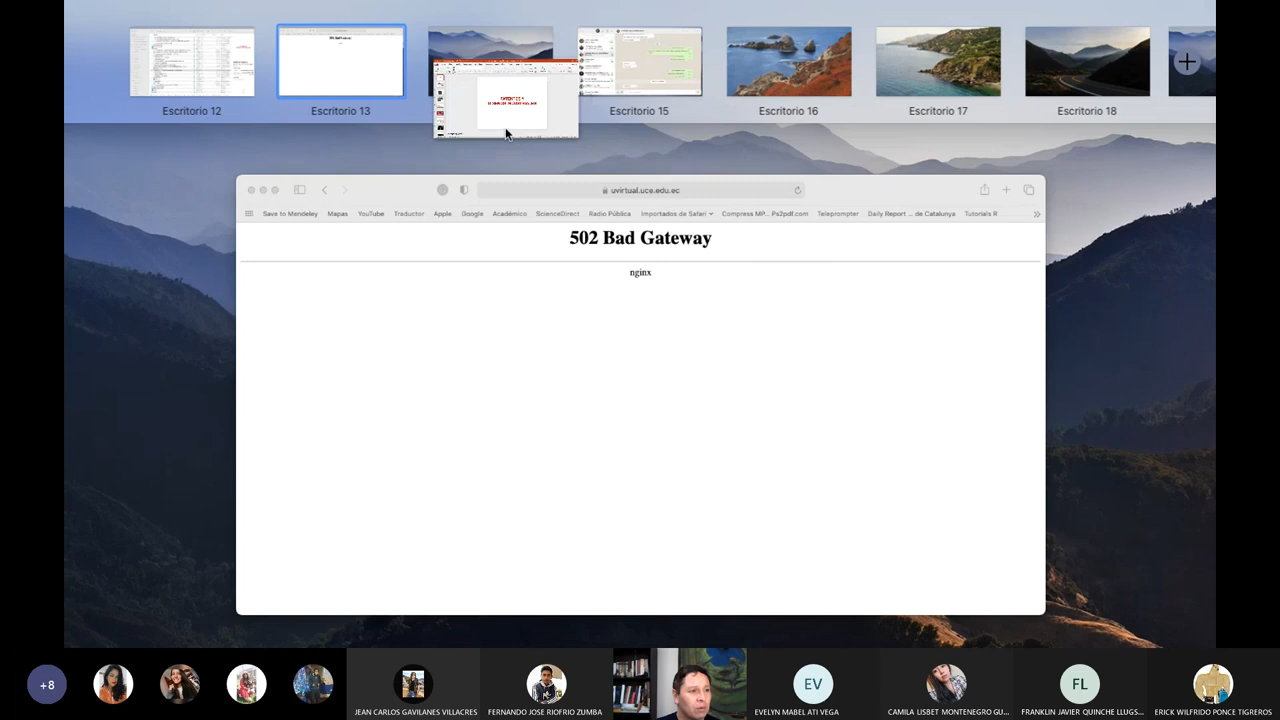 Escritorio 12
Escritorio 13
Escritorio 15
Escritorio 16
Escritorio 17
Escritorio 18
uvirtual.uce.edu.ec
Save to Mendeley Mapas YouTube Traductor Apple Google Académico ScienceDirect Radio Pública Importados de Safari Compress MP... Ps2pdf.com Teleprompter Daily Report ... de Catalunya Tutorials R
502 Bad Gateway
nginx
+8
JEAN CARLOS GAVILANES VILLACRES
FERNANDO JOSE RIOFRIO ZUMBA
EV
EVELYN MABEL ATI VEGA
CAMILA LISBET MONTENEGRO GU...
FL
FRANKLIN JAVIER QUINCHE LLUGS...
ERICK WILFRIDO PONCE TIGREROS